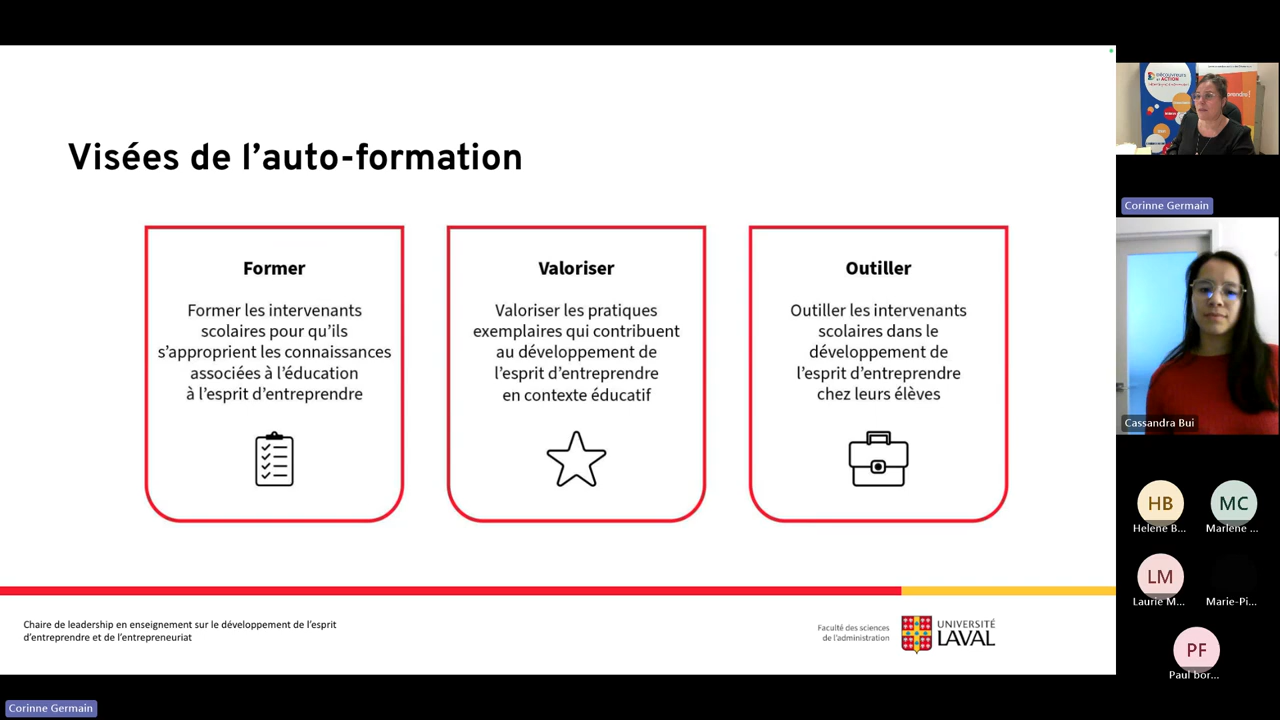 Visées de l’auto-formation
Former
Former les intervenants
scolaires pour qu’ils
s’approprient les connaissances
associées à l’éducation
à l’esprit d’entreprendre
Valoriser
Valoriser les pratiques
exemplaires qui contribuent
au développement de
l’esprit d’entreprendre
en contexte éducatif
Outiller
Outiller les intervenants
scolaires dans le
développement de
l’esprit d’entreprendre
chez leurs élèves
Chaire de leadership en enseignement sur le développement de l’esprit
d’entreprendre et de l’entrepreneuriat
Faculté des sciences
de l’administration
UNIVERSITÉ
LAVAL
Corinne Germain
Corinne Germain
Cassandra Bui
HB
Helene B...
MC
Marlene ...
LM
Laurie M...
Marie-Pi...
PF
Paul bor...